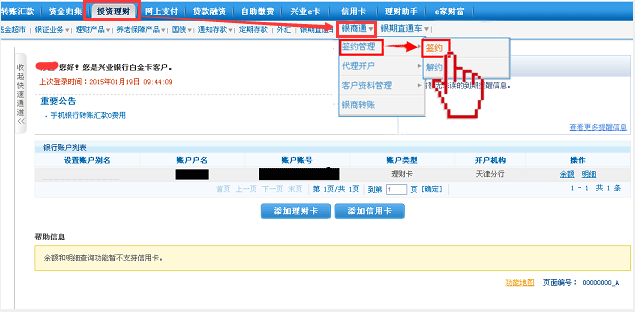 转账汇款 资金归集 投资理财 网上支付 贷款融资 自助缴费 兴业e卡 信用卡 理财助手 e家财富
基金超市 银证业务 理财产品 养老保障产品 国债 通知存款 定期存款 外汇 银期直通 银商通 银期直通车
签约管理 签约
代理开户 解约
客户资料管理
银商转账
收起快速通道 <<
您好！您是兴业银行白金卡客户。
上次登录时间：2015年01月19日 09:44:09
重要公告
手机银行转账汇款0费用
读的到期提醒信息。
查看更多提醒信息
银行账户列表
设置账户别名 账户户名 账户账号 账户类型 开户机构 操作
理财卡 天津分行 余额 明细
首页 上一页 下一页 末页 第 1页/共 1页 到第 1 页 [确定] 1 - 1 共 1 条
添加理财卡 添加信用卡
帮助信息
余额和明细查询功能暂不支持信用卡。
功能地图 页面编号： 00000000_A